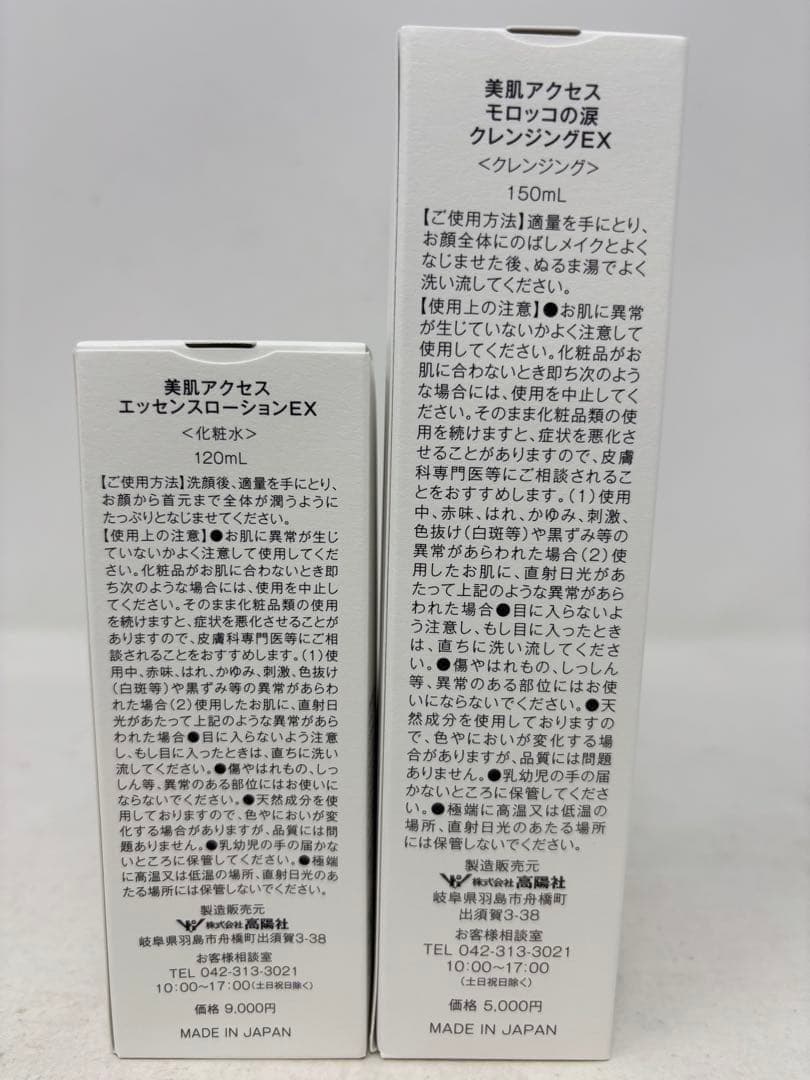 美肌アクセス
エッセンスローションEX
＜化粧水＞
120mL
【ご使用方法】洗顔後、適量を手にとり、
お顔から首元まで全体が潤うように
たっぷりとなじませてください。
【使用上の注意】●お肌に異常が生じ
ていないかよく注意して使用してくだ
さい。化粧品がお肌に合わないとき即
ち次のような場合には、使用を中止し
てください。そのまま化粧品類の使用
を続けますと、症状を悪化させることが
ありますので、皮膚科専門医等にご相
談されることをおすすめします。（1）使
用中、赤味、はれ、かゆみ、刺激、色抜け
（白斑等）や黒ずみ等の異常があらわ
れた場合（2）使用したお肌に、直射日
光があたって上記のような異常があら
われた場合●目に入らないよう注意
し、もし目に入ったときは、直ちに洗い
流してください。●傷やはれもの、しっ
しん等、異常のある部位にはお使いに
ならないでください。●天然成分を使
用しておりますので、色やにおいが変
化する場合がありますが、品質には問
題ありません。●乳幼児の手の届かな
いところに保管してください。●極端
に高温又は低温の場所、直射日光のあ
たる場所には保管しないでください。
製造販売元
株式会社高陽社
岐阜県羽島市舟橋町出須賀3-38
お客様相談室
TEL 042-313-3021
10:00～17:00（土日祝日除く）
価格 9,000円
MADE IN JAPAN
美肌アクセス
モロッコの涙
クレンジングEX
＜クレンジング＞
150mL
【ご使用方法】適量を手にとり、
お顔全体にのばしメイクとよく
なじませた後、ぬるま湯でよく
洗い流してください。
【使用上の注意】●お肌に異常
が生じていないかよく注意して
使用してください。化粧品がお
肌に合わないとき即ち次のよう
な場合には、使用を中止してく
ださい。そのまま化粧品類の使
用を続けますと、症状を悪化さ
せることがありますので、皮膚
科専門医等にご相談されるこ
とをおすすめします。（1）使用
中、赤味、はれ、かゆみ、刺激、
色抜け（白斑等）や黒ずみ等の
異常があらわれた場合（2）使
用したお肌に、直射日光があ
たって上記のような異常があら
われた場合●目に入らないよ
う注意し、もし目に入ったとき
は、直ちに洗い流してくださ
い。●傷やはれもの、しっしん
等、異常のある部位にはお使
いにならないでください。●天
然成分を使用しておりますの
で、色やにおいが変化する場
合がありますが、品質には問題
ありません。●乳幼児の手の届
かないところに保管してくださ
い。●極端に高温又は低温の
場所、直射日光のあたる場所
には保管しないでください。
製造販売元
株式会社高陽社
岐阜県羽島市舟橋町
出須賀3-38
お客様相談室
TEL 042-313-3021
10:00～17:00
（土日祝日除く）
価格 5,000円
MADE IN JAPAN